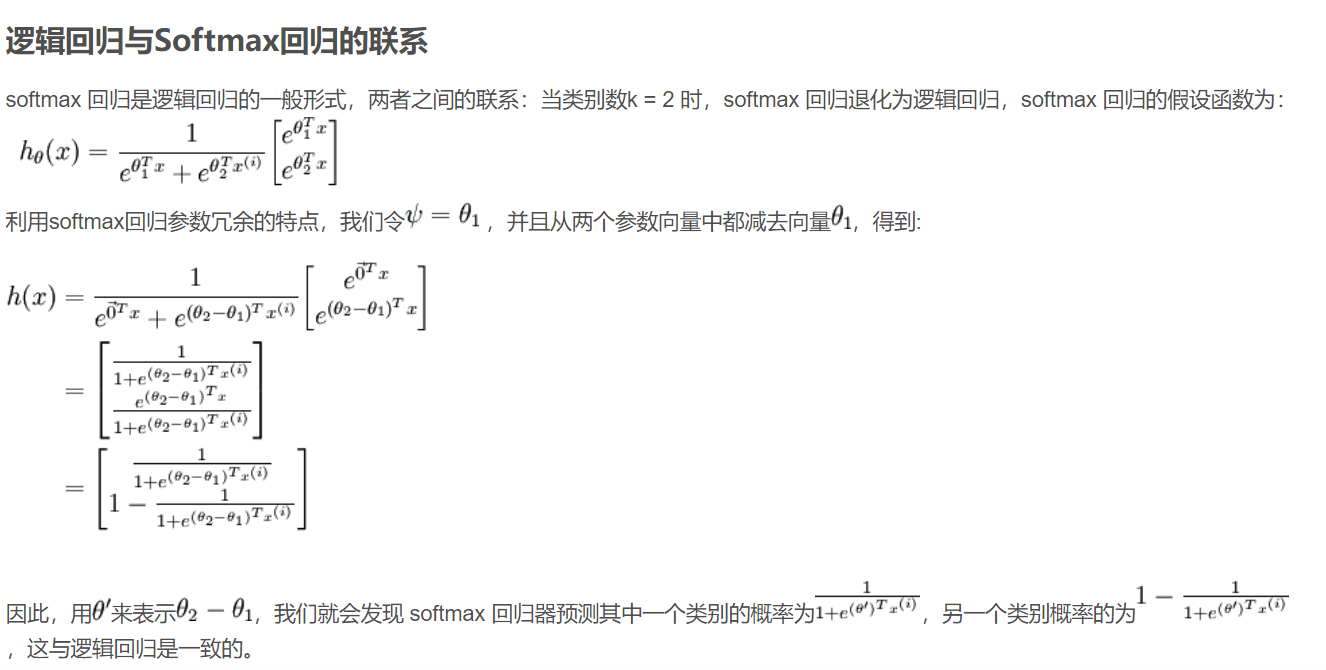 逻辑回归与Softmax回归的联系
softmax 回归是逻辑回归的一般形式，两者之间的联系：当类别数k = 2 时，softmax 回归退化为逻辑回归，softmax 回归的假设函数为：
$h_\theta(x) = \frac{1}{e^{\theta_1^T x} + e^{\theta_2^T x^{(i)}}} \begin{bmatrix} e^{\theta_1^T x} \\ e^{\theta_2^T x} \end{bmatrix}$
利用softmax回归参数冗余的特点，我们令$\psi = \theta_1$，并且从两个参数向量中都减去向量$\theta_1$，得到:
$h(x) = \frac{1}{e^{\vec{0}^T x} + e^{(\theta_2-\theta_1)^T x^{(i)}}} \begin{bmatrix} e^{\vec{0}^T x} \\ e^{(\theta_2-\theta_1)^T x} \end{bmatrix}$
$= \begin{bmatrix} \frac{1}{1+e^{(\theta_2-\theta_1)^T x^{(i)}}} \\ \frac{e^{(\theta_2-\theta_1)^T x}}{1+e^{(\theta_2-\theta_1)^T x^{(i)}}} \end{bmatrix}$
$= \begin{bmatrix} \frac{1}{1+e^{(\theta_2-\theta_1)^T x^{(i)}}} \\ 1 - \frac{1}{1+e^{(\theta_2-\theta_1)^T x^{(i)}}} \end{bmatrix}$
因此，用$\theta'$来表示$\theta_2 - \theta_1$，我们就会发现 softmax 回归器预测其中一个类别的概率为$\frac{1}{1+e^{(\theta')^T x^{(i)}}}$，另一个类别概率的为$1 - \frac{1}{1+e^{(\theta')^T x^{(i)}}}$
，这与逻辑回归是一致的。